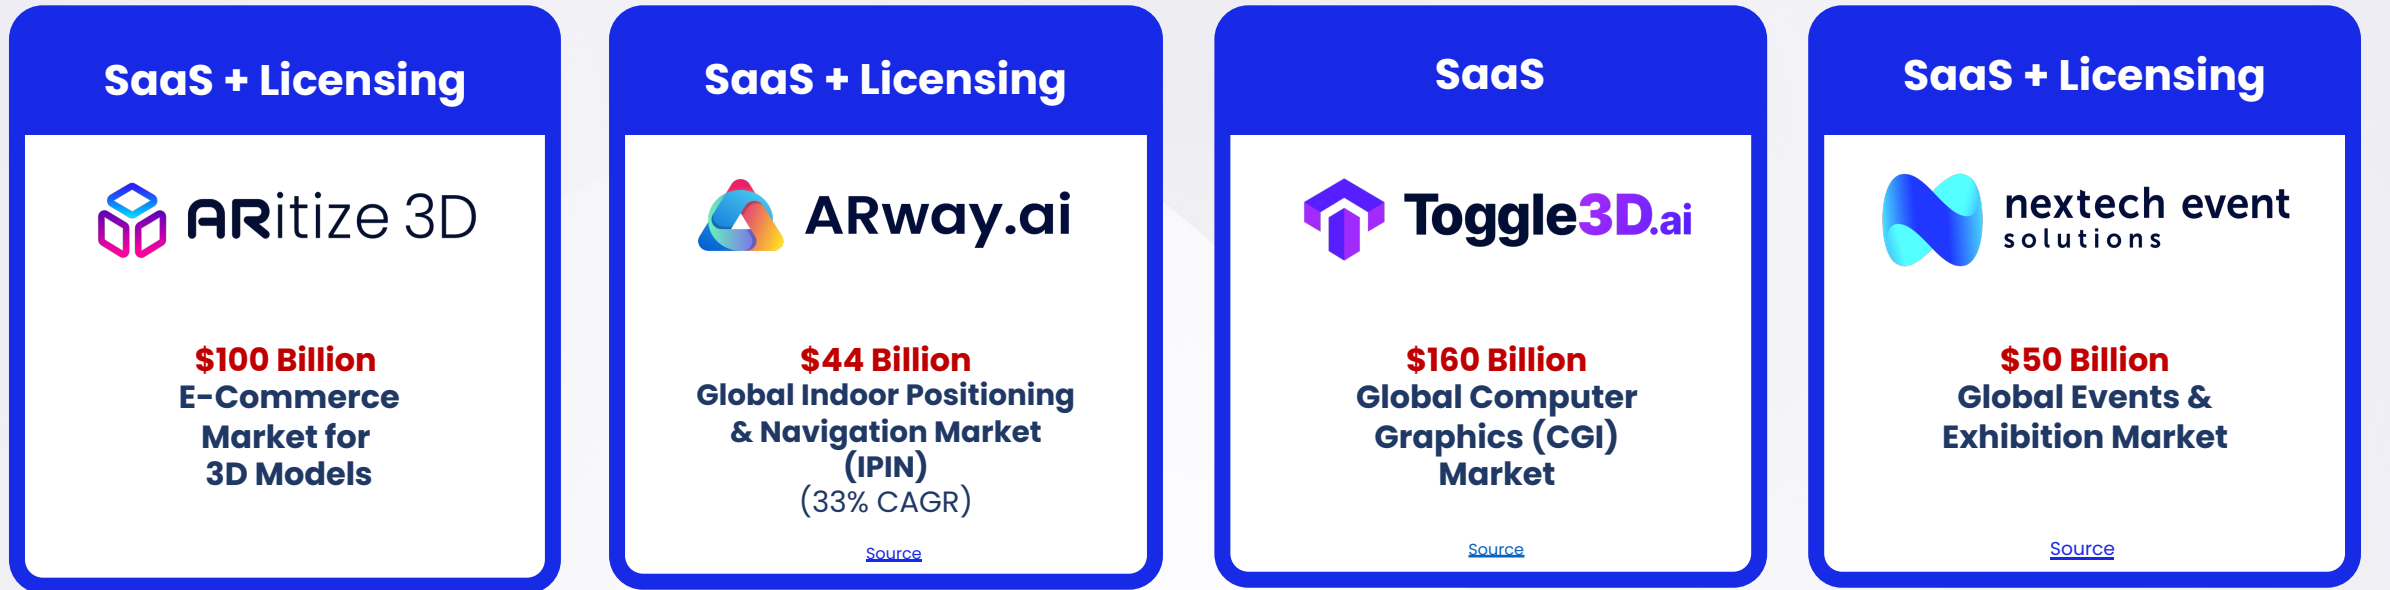 SaaS + Licensing
ARitize 3D
$100 Billion
E-Commerce
Market for
3D Models
SaaS + Licensing
ARway.ai
$44 Billion
Global Indoor Positioning
& Navigation Market
(IPIN)
(33% CAGR)
Source
SaaS
Toggle3D.ai
$160 Billion
Global Computer
Graphics (CGI)
Market
Source
SaaS + Licensing
nextech event
solutions
$50 Billion
Global Events &
Exhibition Market
Source